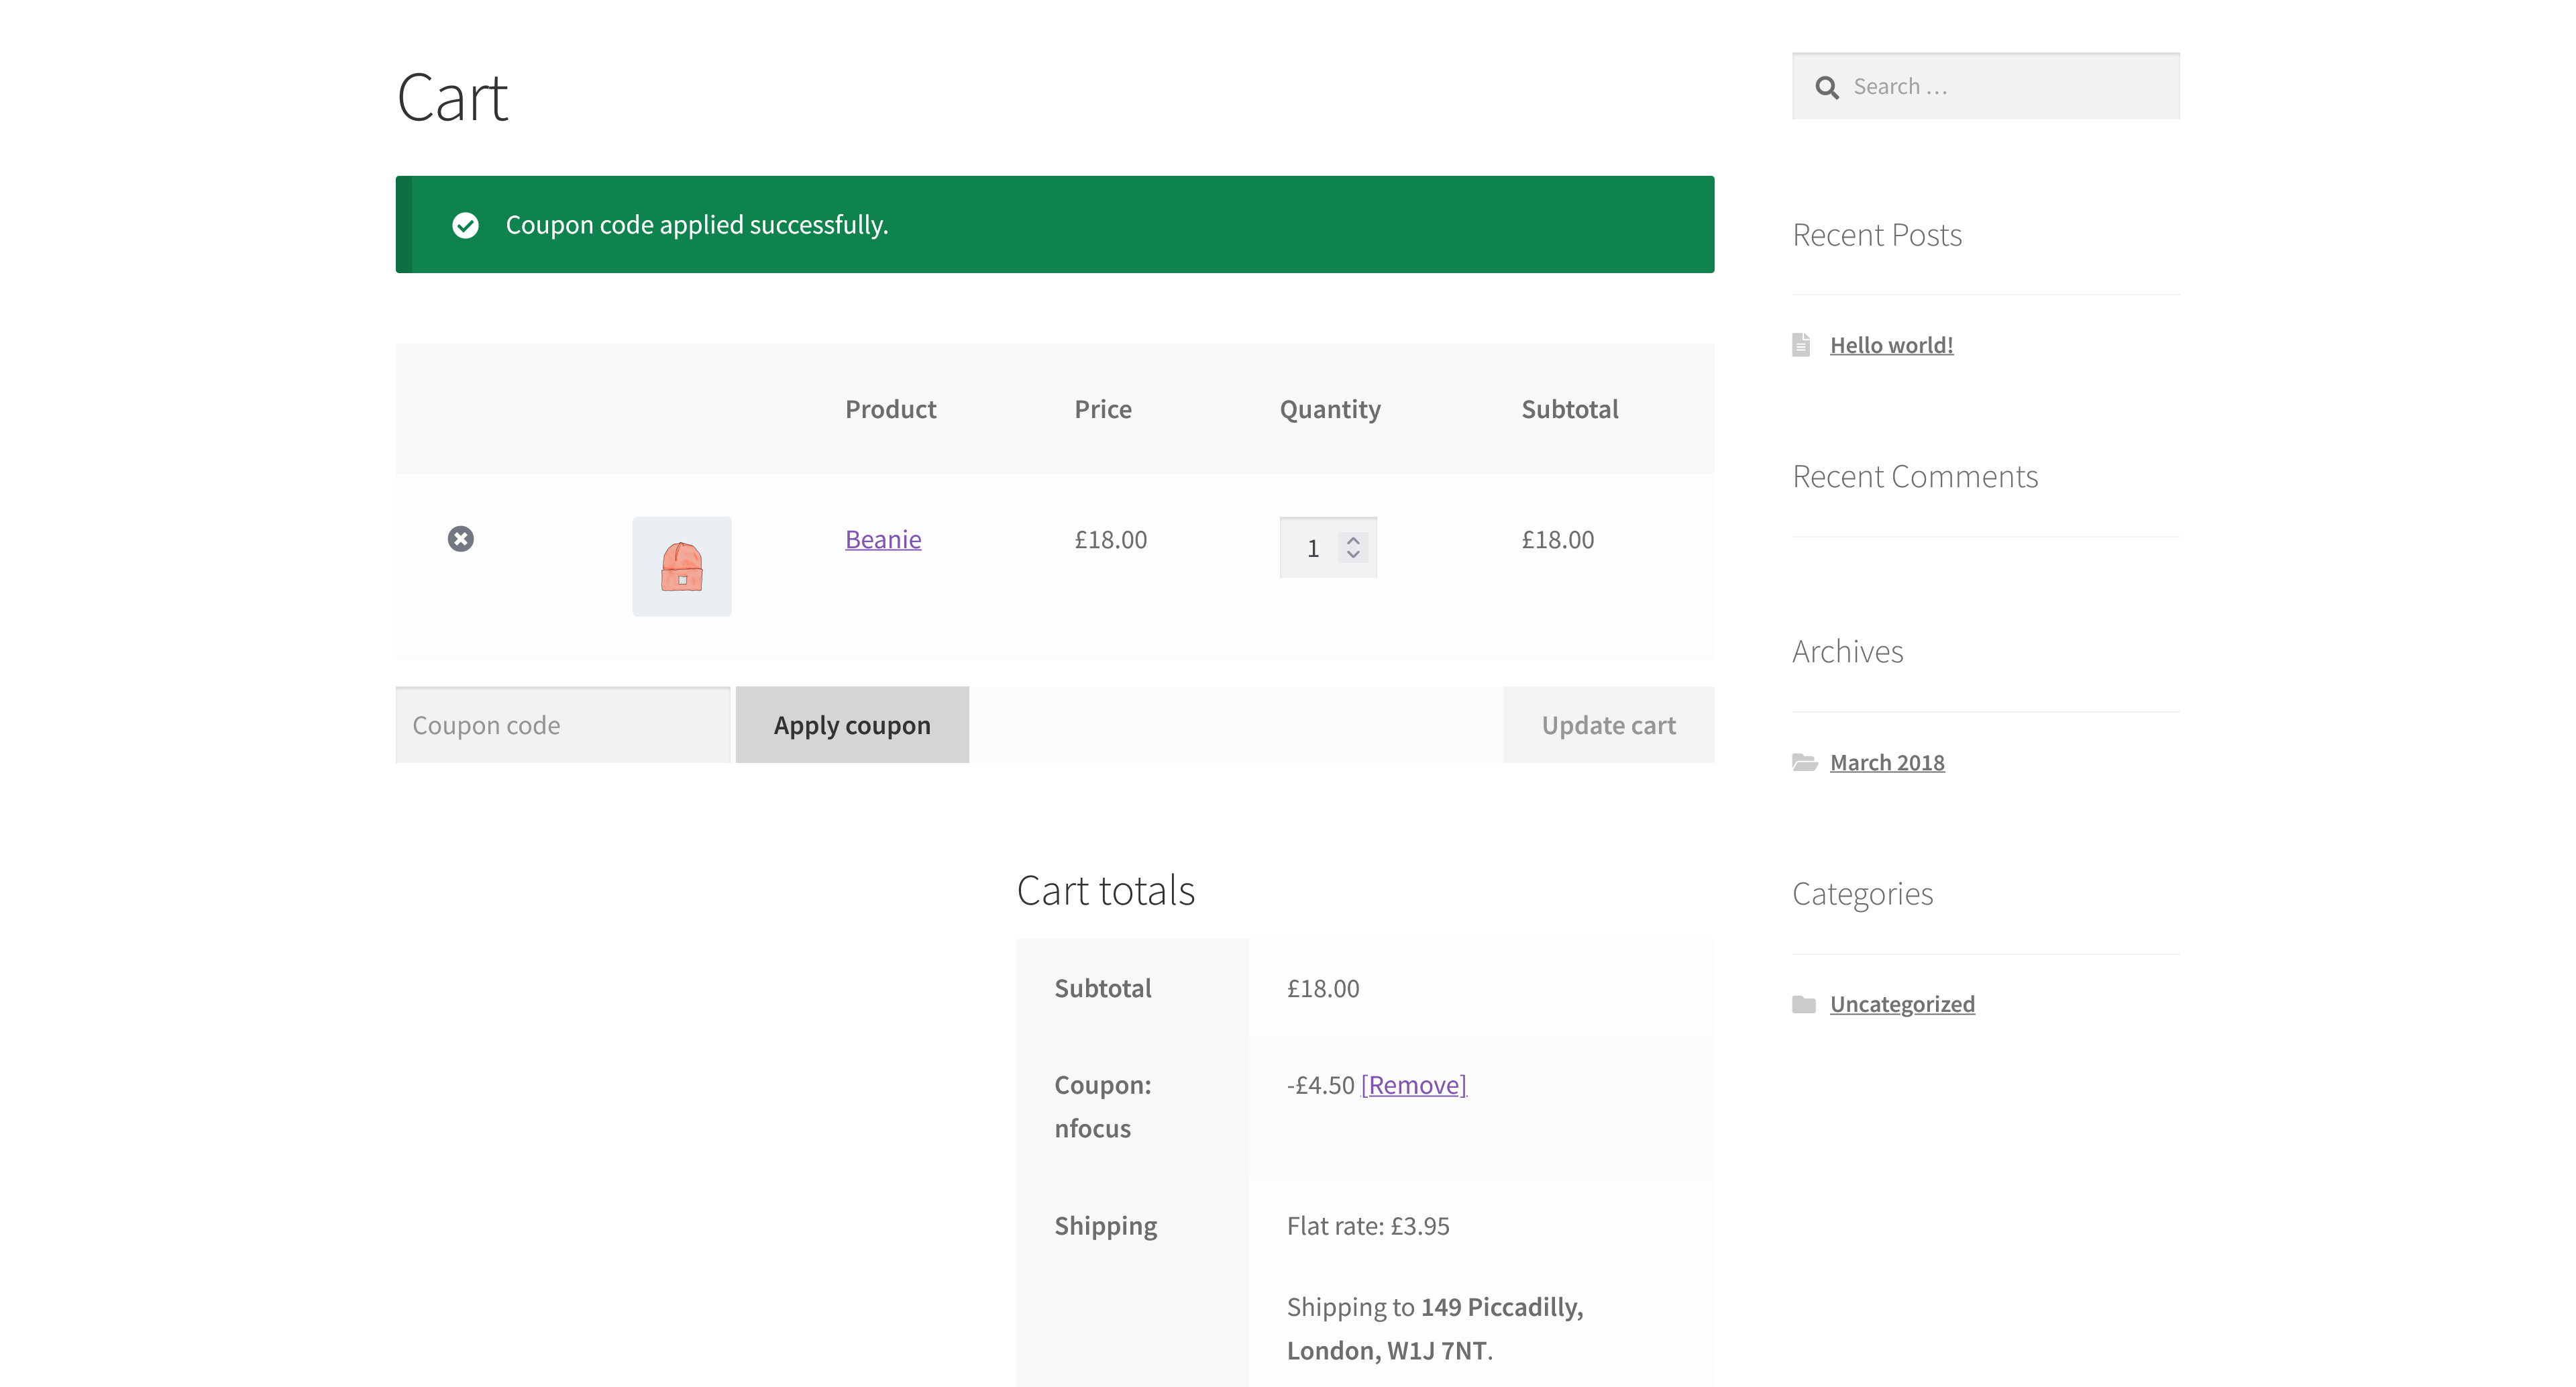 Cart
Search …
Coupon code applied successfully.
Recent Posts
Hello world!
Product Price Quantity Subtotal
Recent Comments
Beanie £18.00 1 £18.00
Archives
Coupon code Apply coupon Update cart
March 2018
Cart totals
Categories
Subtotal £18.00
Uncategorized
Coupon: -£4.50 [Remove]
nfocus
Shipping Flat rate: £3.95
Shipping to 149 Piccadilly,
London, W1J 7NT.